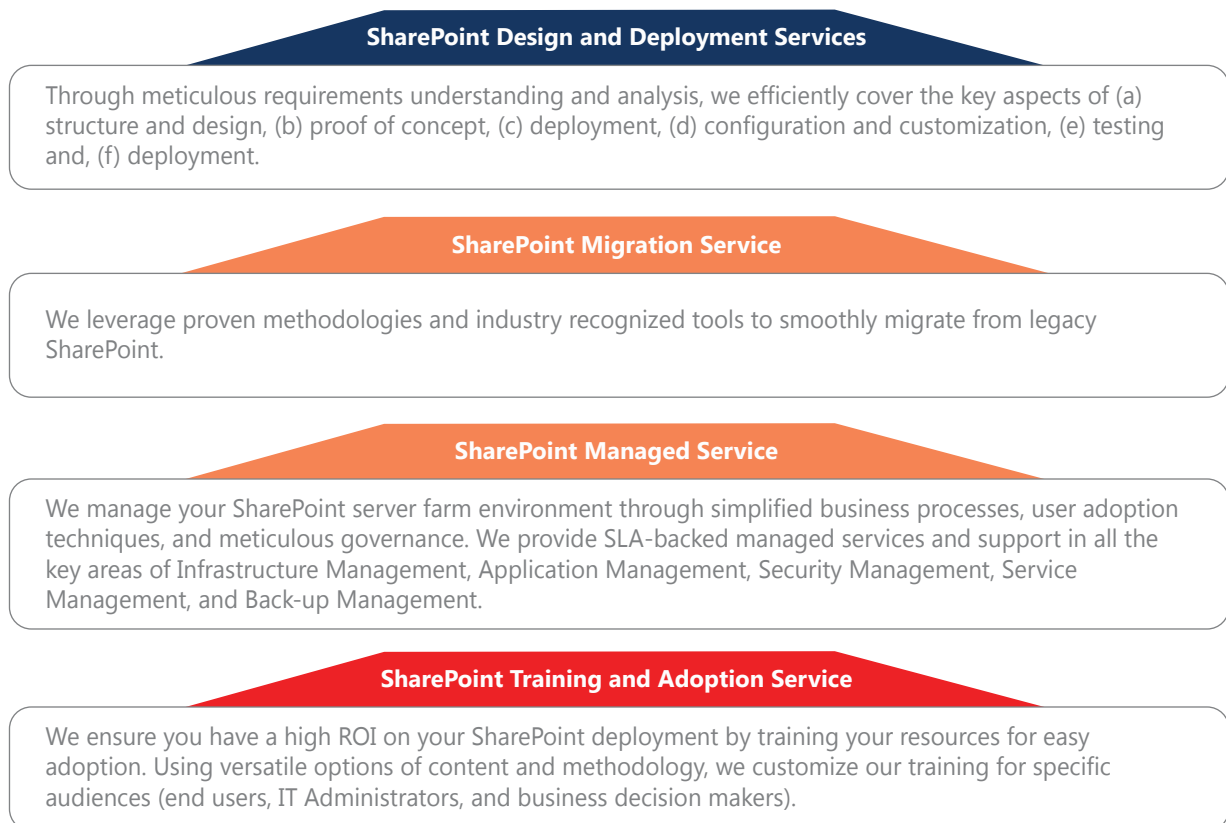 SharePoint Design and Deployment Services
Through meticulous requirements understanding and analysis, we efficiently cover the key aspects of (a)
structure and design, (b) proof of concept, (c) deployment, (d) configuration and customization, (e) testing
and, (f) deployment.
SharePoint Migration Service
We leverage proven methodologies and industry recognized tools to smoothly migrate from legacy
SharePoint.
SharePoint Managed Service
We manage your SharePoint server farm environment through simplified business processes, user adoption
techniques, and meticulous governance. We provide SLA-backed managed services and support in all the
key areas of Infrastructure Management, Application Management, Security Management, Service
Management, and Back-up Management.
SharePoint Training and Adoption Service
We ensure you have a high ROI on your SharePoint deployment by training your resources for easy
adoption. Using versatile options of content and methodology, we customize our training for specific
audiences (end users, IT Administrators, and business decision makers).